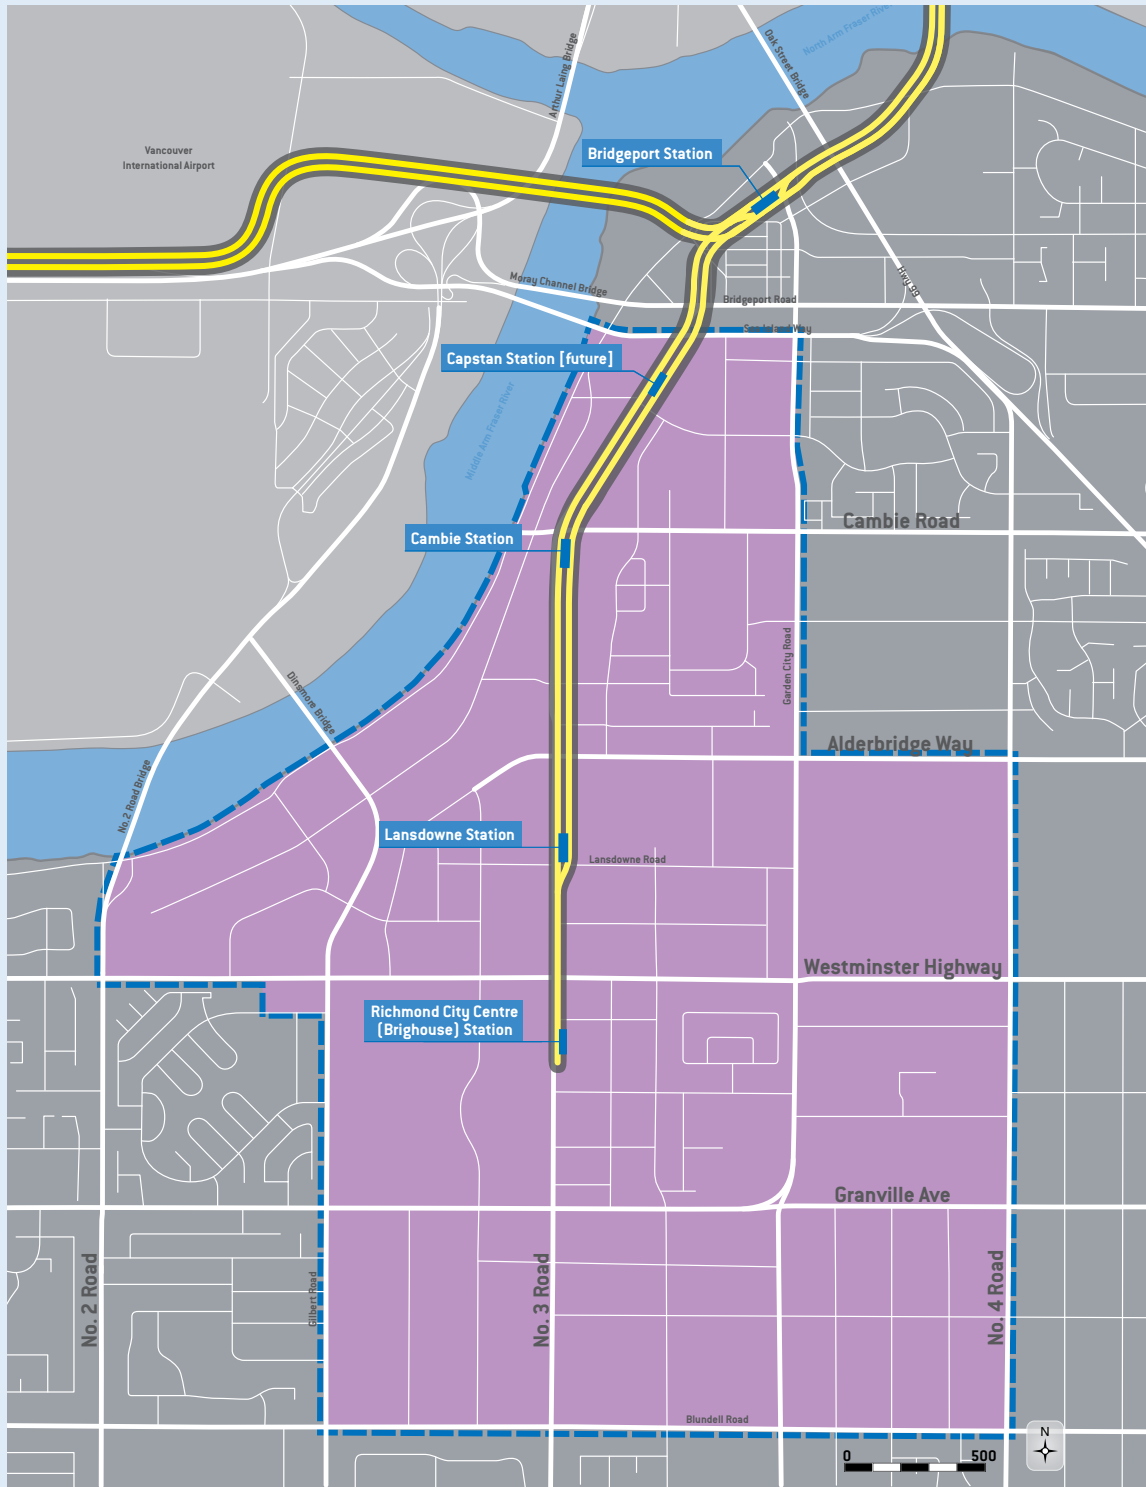 North Arm Fraser River
Oak Street Bridge
Arthur Laing Bridge
Vancouver
International Airport
Bridgeport Station
Hwy 99
Moray Channel Bridge
Bridgeport Road
Sea Island Way
Capstan Station [future]
Middle Arm Fraser River
Cambie Road
Cambie Station
Garden City Road
Dinsmore Bridge
Alderbridge Way
No.2 Road Bridge
Lansdowne Station
Lansdowne Road
Westminster Highway
Richmond City Centre
(Brighouse) Station
Granville Ave
No. 2 Road
Gilbert Road
No. 3 Road
No. 4 Road
Blundell Road
N
0 500